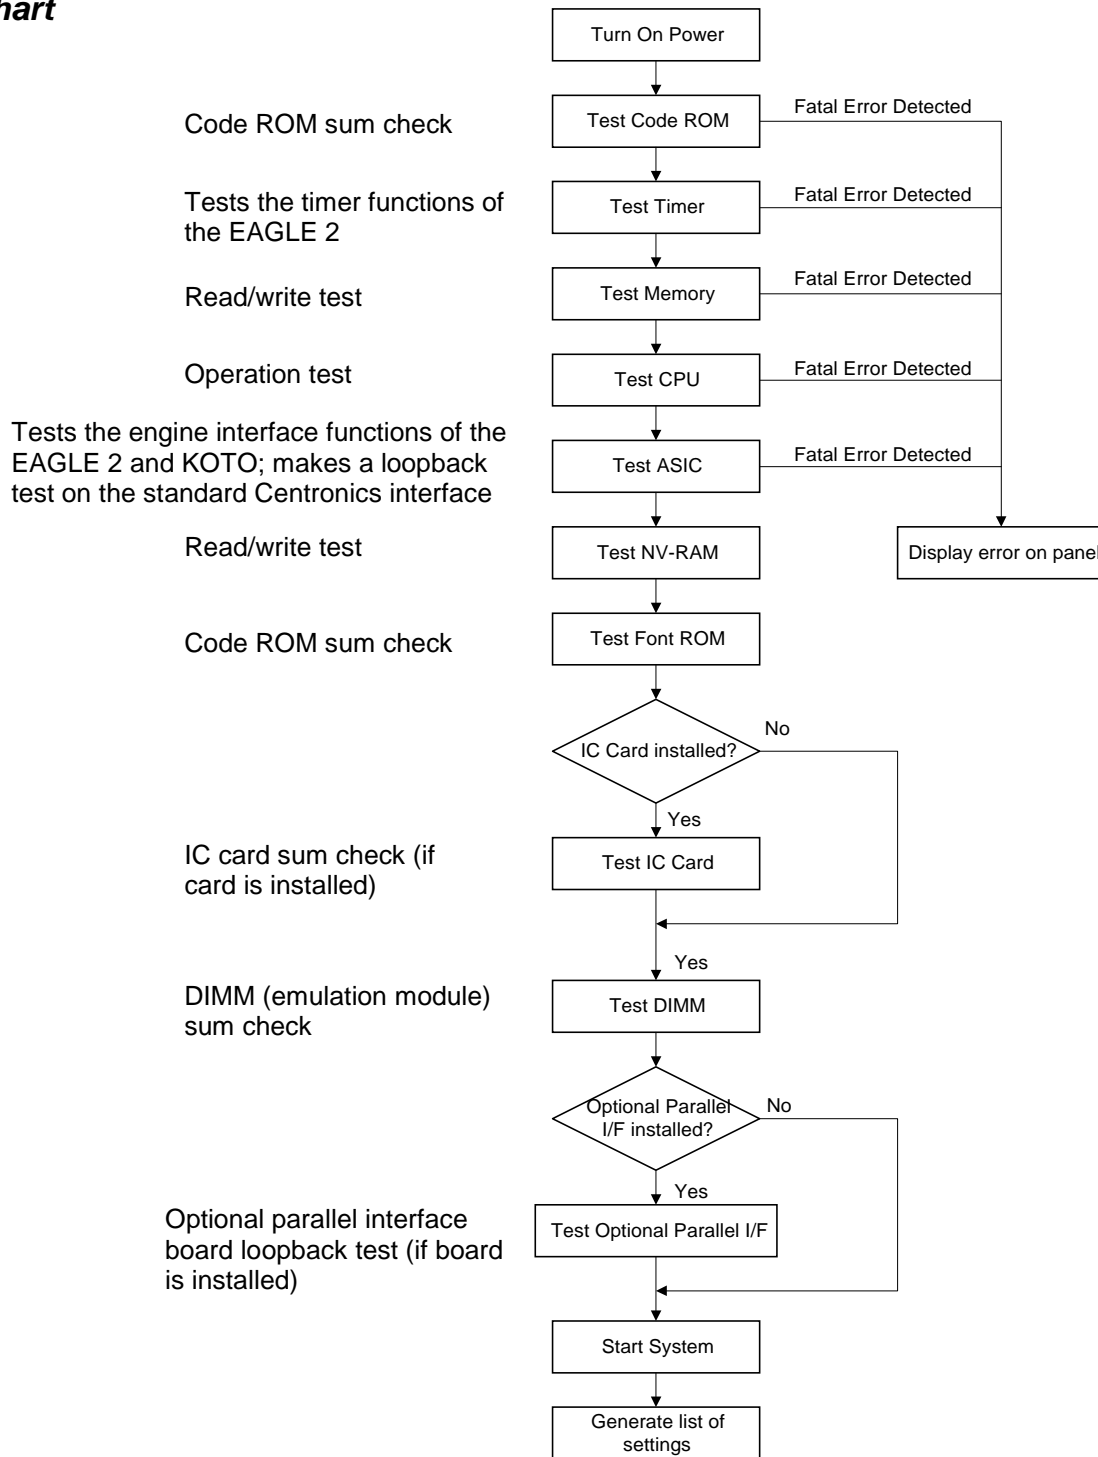 hart
Turn On Power
Code ROM sum check
Test Code ROM
Fatal Error Detected
Tests the timer functions of
the EAGLE 2
Test Timer
Fatal Error Detected
Read/write test
Test Memory
Fatal Error Detected
Operation test
Test CPU
Fatal Error Detected
Tests the engine interface functions of the
EAGLE 2 and KOTO; makes a loopback
test on the standard Centronics interface
Test ASIC
Fatal Error Detected
Read/write test
Test NV-RAM
Display error on panel
Code ROM sum check
Test Font ROM
IC Card installed?
No
Yes
IC card sum check (if
card is installed)
Test IC Card
Yes
DIMM (emulation module)
sum check
Test DIMM
Optional Parallel
I/F installed?
No
Yes
Optional parallel interface
board loopback test (if board
is installed)
Test Optional Parallel I/F
Start System
Generate list of
settings